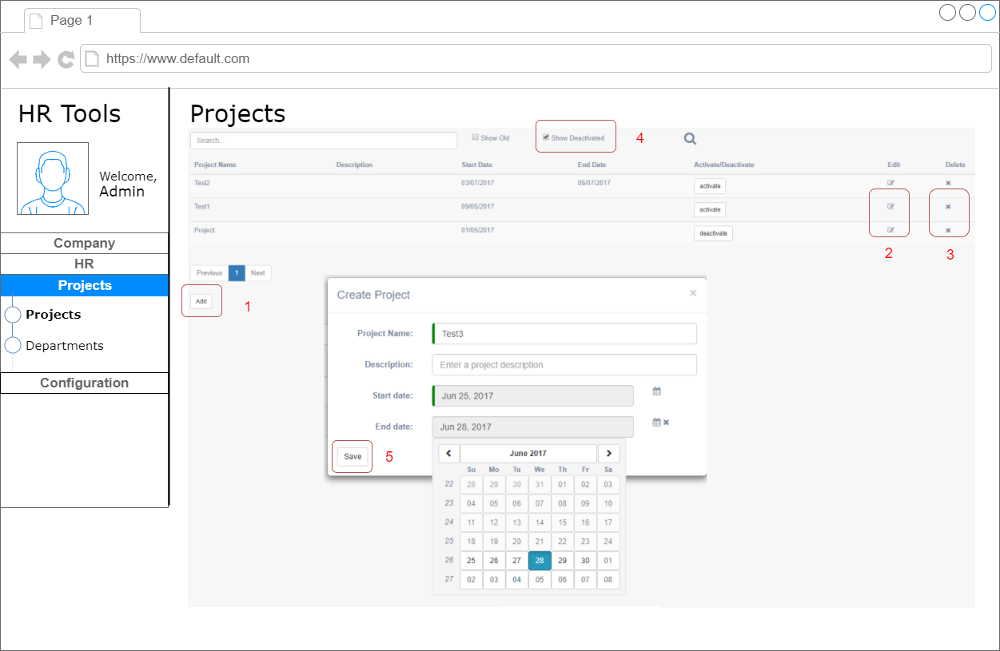 Page 1
https://www.default.com
HR Tools
Welcome,
Admin
Company
HR
Projects
Projects
Departments
Configuration
Projects
Search... Show Old Show Deactivated 4
Project Name Description Start Date End Date Activate/Deactivate Edit Delete
Test2 03/07/2017 06/07/2017 activate
Test1 09/05/2017 activate
Project 01/05/2017 deactivate
2 3
Previous 1 Next
Add 1
Create Project
Project Name: Test3
Description: Enter a project description
Start date: Jun 25, 2017
End date: Jun 28, 2017
Save 5
June 2017
Su Mo Tu We Th Fr Sa
22 28 29 30 31 01 02 03
23 04 05 06 07 08 09 10
24 11 12 13 14 15 16 17
25 18 19 20 21 22 23 24
26 25 26 27 28 29 30 01
27 02 03 04 05 06 07 08